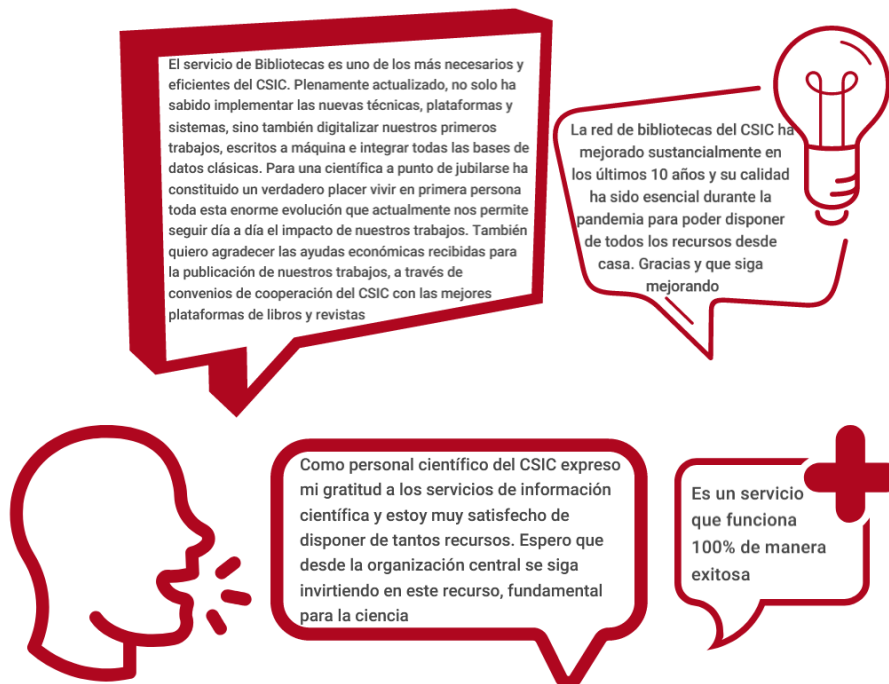 El servicio de Bibliotecas es uno de los más necesarios y
eficientes del CSIC. Plenamente actualizado, no solo ha
sabido implementar las nuevas técnicas, plataformas y
sistemas, sino también digitalizar nuestros primeros
trabajos, escritos a máquina e integrar todas las bases de
datos clásicas. Para una científica a punto de jubilarse ha
constituido un verdadero placer vivir en primera persona
toda esta enorme evolución que actualmente nos permite
seguir día a día el impacto de nuestros trabajos. También
quiero agradecer las ayudas económicas recibidas para
la publicación de nuestros trabajos, a través de
convenios de cooperación del CSIC con las mejores
plataformas de libros y revistas
La red de bibliotecas del CSIC ha
mejorado sustancialmente en
los últimos 10 años y su calidad
ha sido esencial durante la
pandemia para poder disponer
de todos los recursos desde
casa. Gracias y que siga
mejorando
Como personal científico del CSIC expreso
mi gratitud a los servicios de información
científica y estoy muy satisfecho de
disponer de tantos recursos. Espero que
desde la organización central se siga
invirtiendo en este recurso, fundamental
para la ciencia
Es un servicio
que funciona
100% de manera
exitosa